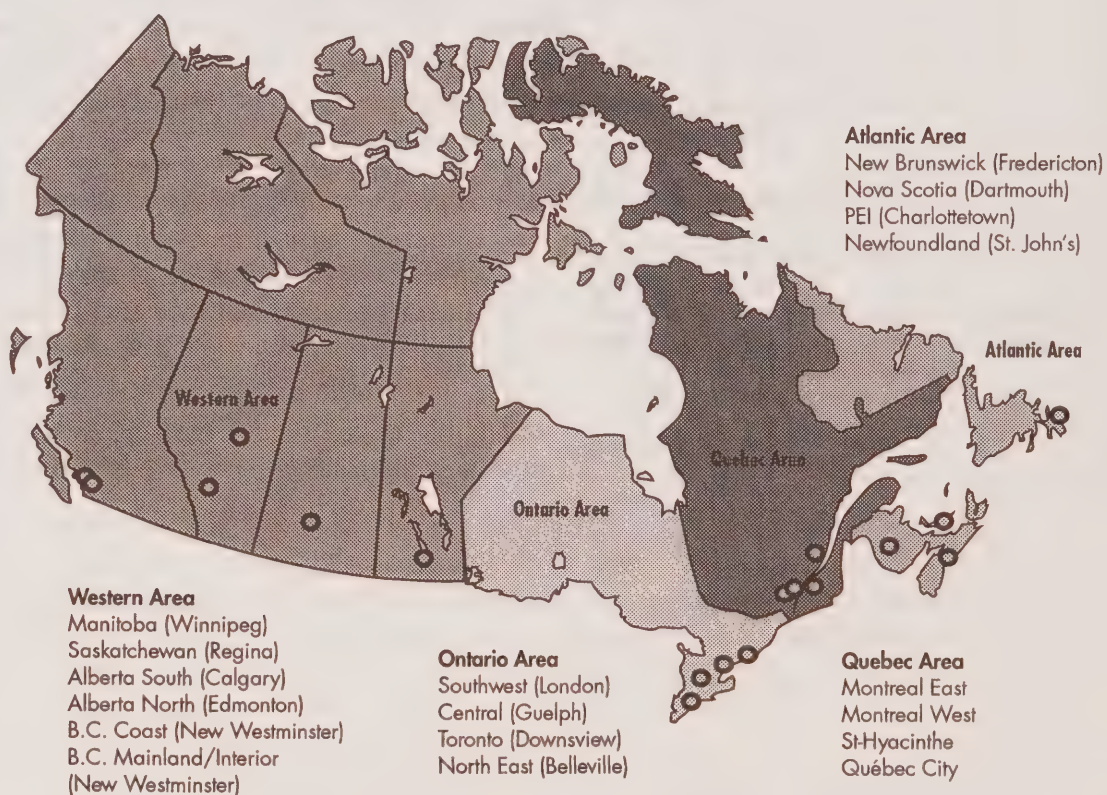 Atlantic Area
New Brunswick (Fredericton)
Nova Scotia (Dartmouth)
PEI (Charlottetown)
Newfoundland (St. John's)
Atlantic Area
Western Area
Quebec Area
Ontario Area
Western Area
Manitoba (Winnipeg)
Saskatchewan (Regina)
Alberta South (Calgary)
Alberta North (Edmonton)
B.C. Coast (New Westminster)
B.C. Mainland/Interior
(New Westminster)
Ontario Area
Southwest (London)
Central (Guelph)
Toronto (Downsview)
North East (Belleville)
Quebec Area
Montreal East
Montreal West
St-Hyacinthe
Québec City